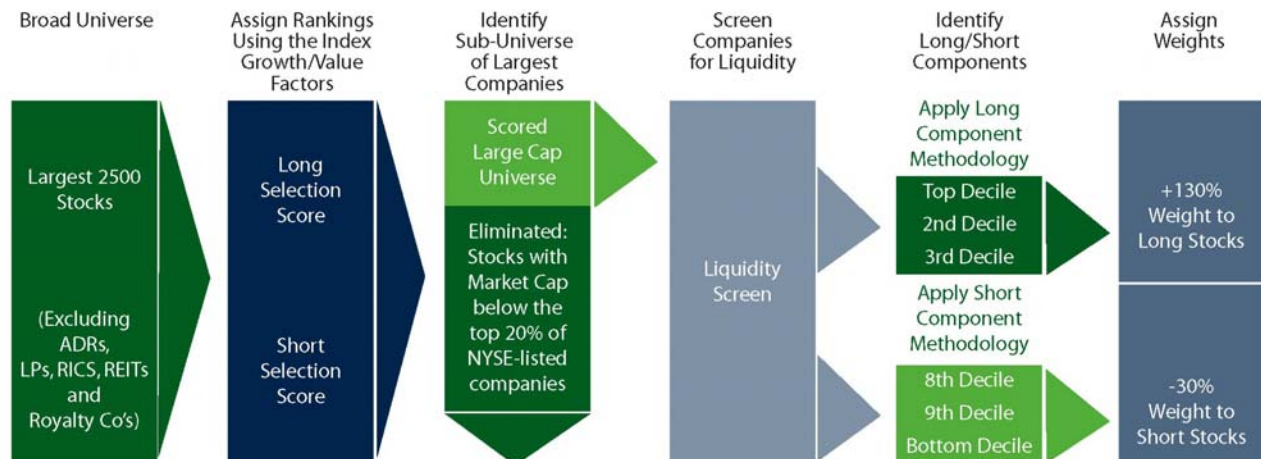 Broad Universe
Assign Rankings
Using the Index
Growth/Value
Factors
Identify
Sub-Universe
of Largest
Companies
Screen
Companies
for Liquidity
Identify
Long/Short
Components
Assign
Weights
Largest 2500
Stocks
(Excluding
ADRs,
LPs, RICS, REITs
and
Royalty Co's)
Long
Selection
Score
Short
Selection
Score
Scored
Large Cap
Universe
Eliminated:
Stocks with
Market Cap
below the
top 20% of
NYSE-listed
companies
Liquidity
Screen
Apply Long
Component
Methodology
Top Decile
2nd Decile
3rd Decile
Apply Short
Component
Methodology
8th Decile
9th Decile
Bottom Decile
+130%
Weight to
Long Stocks
-30%
Weight to
Short Stocks